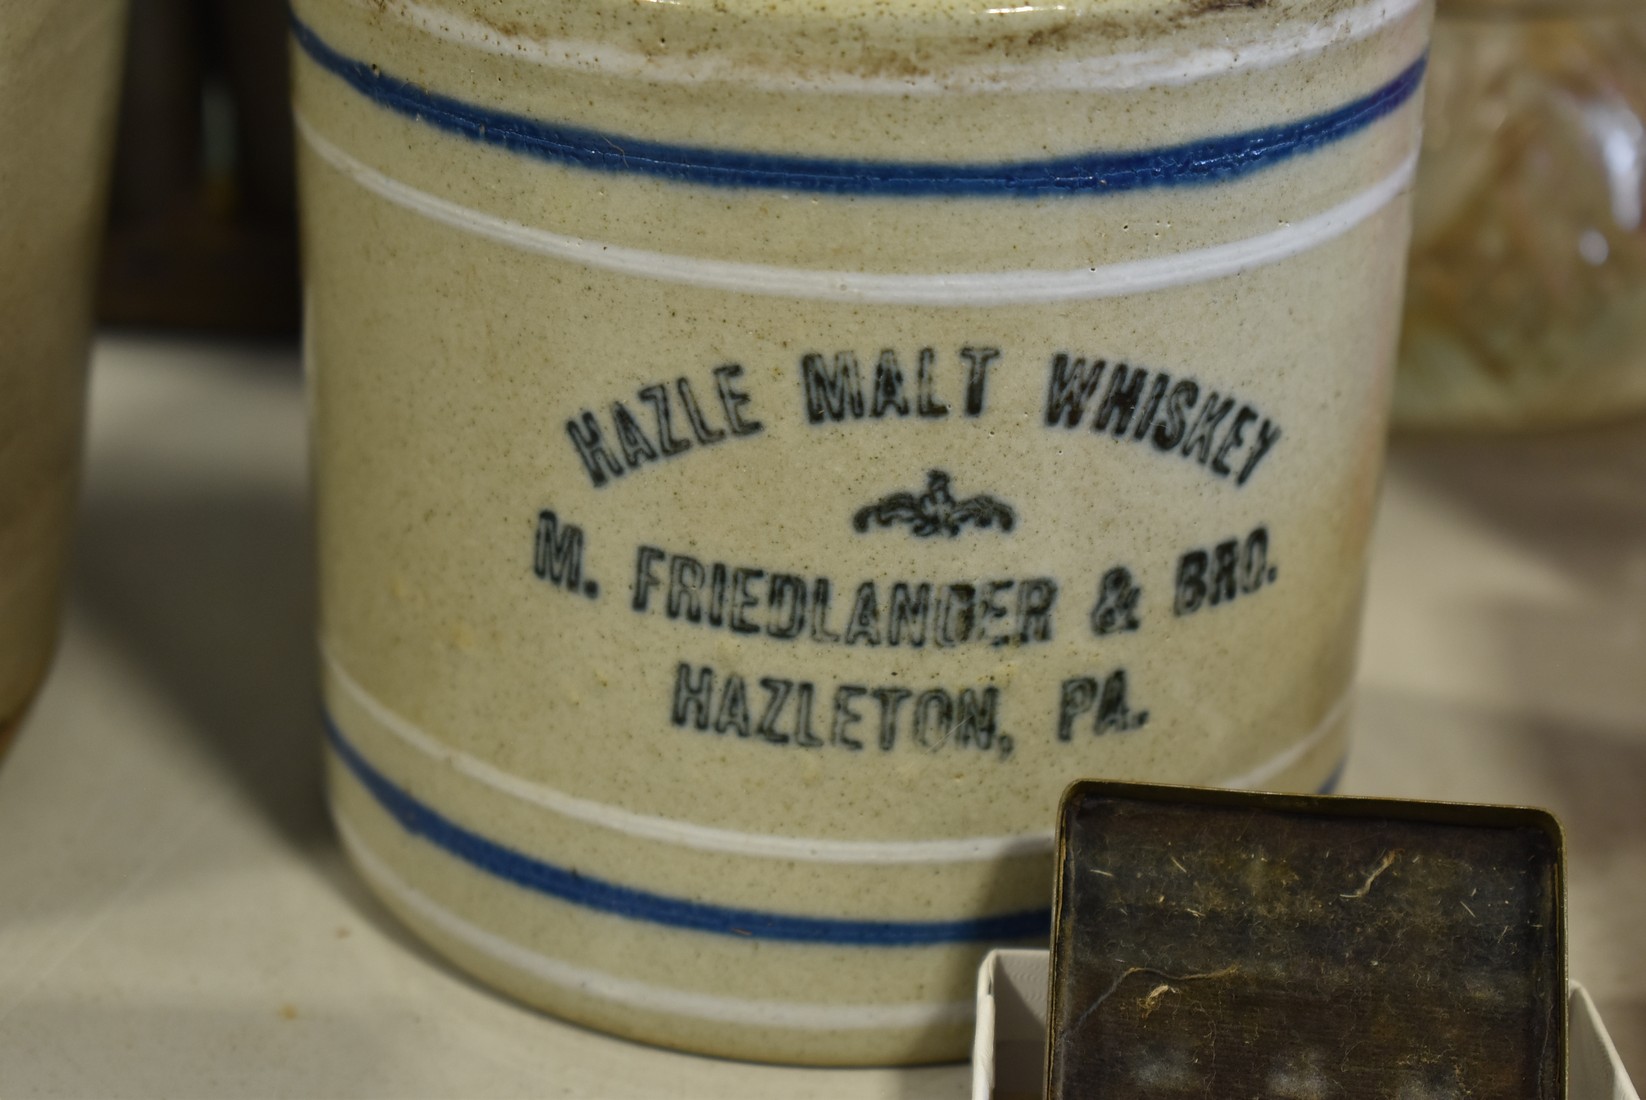 HAZLE MALT WHISKEY
M. FRIEDLANDER & BRO.
HAZLETON, PA.